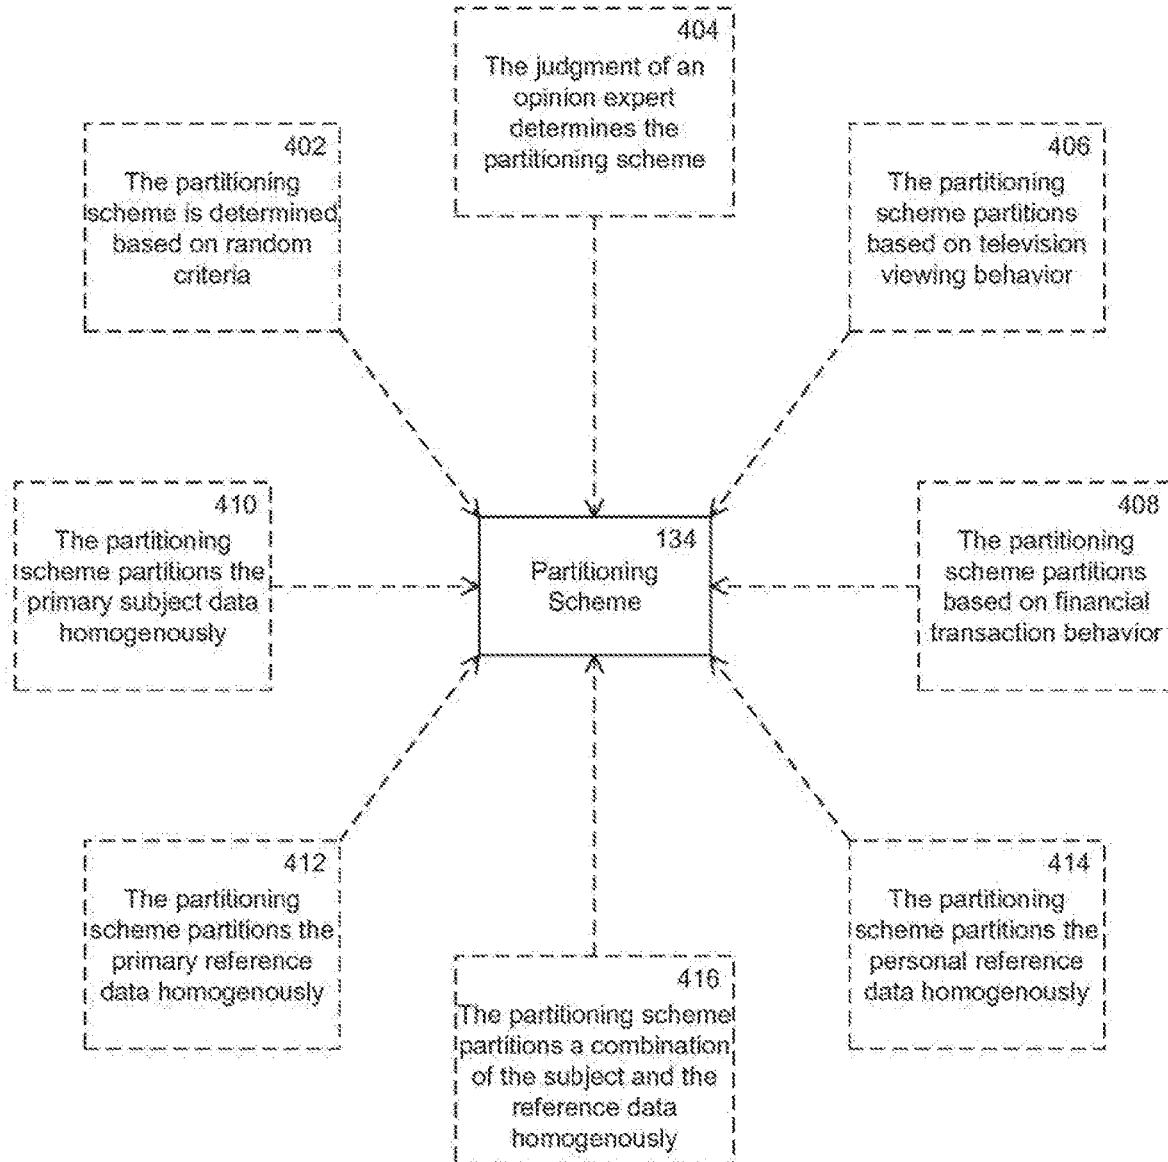 404
The judgment of an
opinion expert
determines the
partitioning scheme
402
The partitioning
scheme is determined
based on random
criteria
406
The partitioning
scheme partitions
based on television
viewing behavior
410
The partitioning
scheme partitions the
primary subject data
homogenously
134
Partitioning
Scheme
408
The partitioning
scheme partitions
based on financial
transaction behavior
412
The partitioning
scheme partitions the
primary reference
data homogenously
416
The partitioning scheme
partitions a combination
of the subject and the
reference data
homogenously
414
The partitioning
scheme partitions the
personal reference
data homogenously